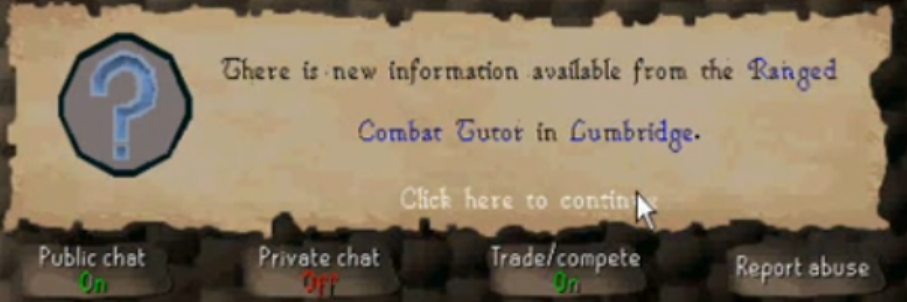 There is new information available from the Ranged
Combat Tutor in Lumbridge.
Click here to continue
Public chat
On
Private chat
Off
Trade/compete
On
Report abuse